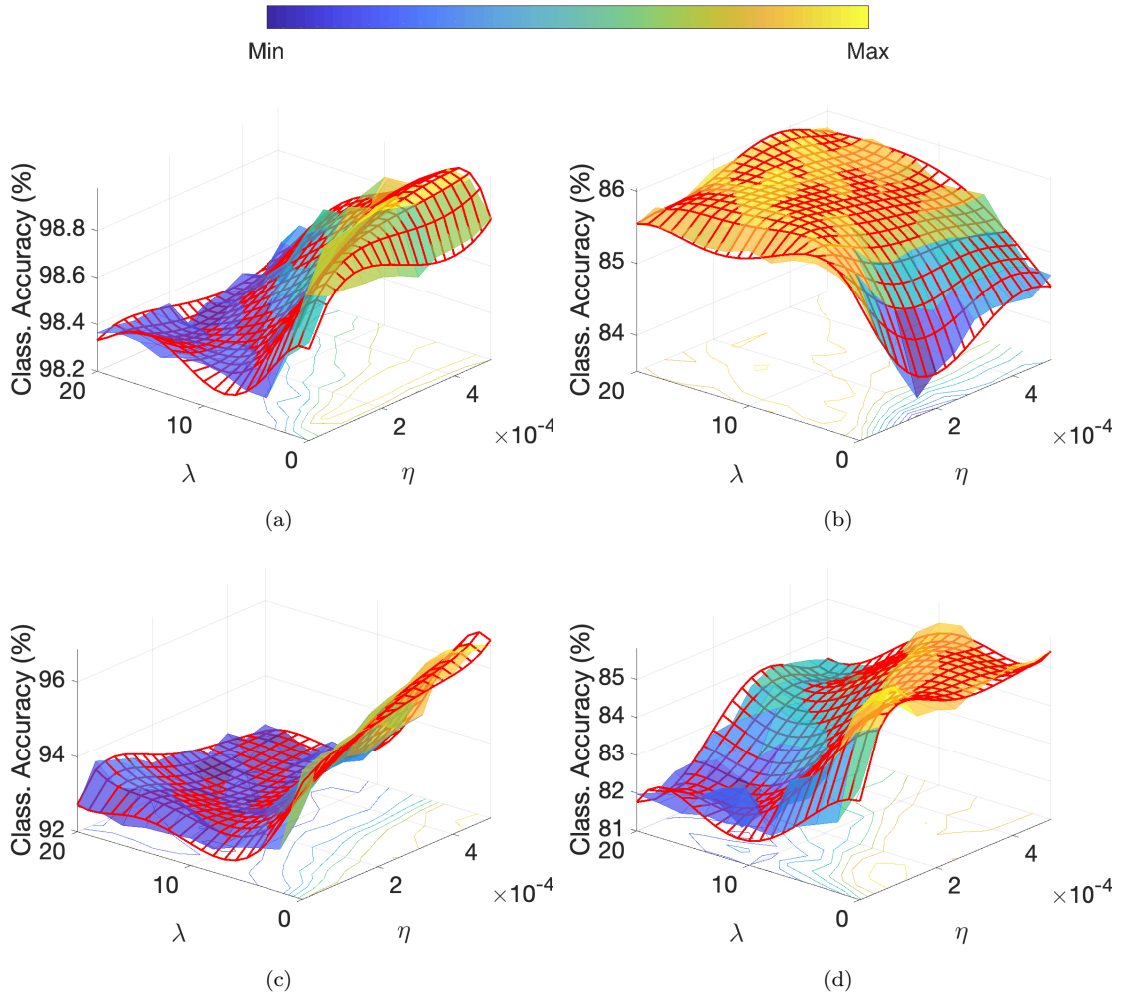 Min Max
Class. Accuracy (%)
98.8
98.6
98.4
98.2
20
10
0
λ
2
4
×10⁻⁴
η
(a)
Class. Accuracy (%)
86
85
84
20
10
0
λ
2
4
×10⁻⁴
η
(b)
Class. Accuracy (%)
96
94
92
20
10
0
λ
2
4
×10⁻⁴
η
(c)
Class. Accuracy (%)
85
84
83
82
81
20
10
0
λ
2
4
×10⁻⁴
η
(d)